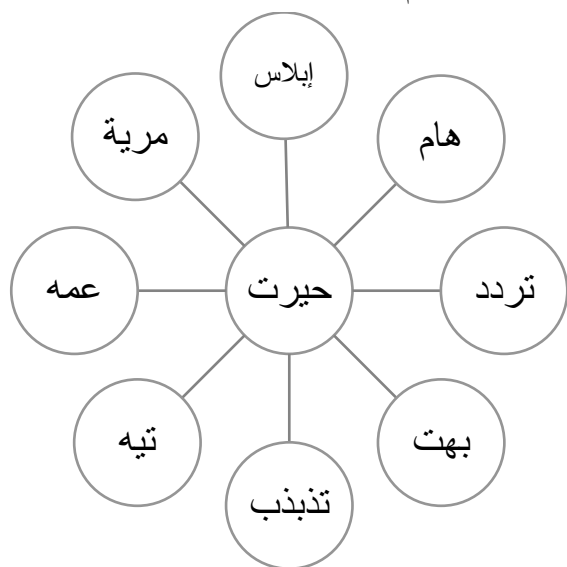 إبلاس
هام
تردد
بهت
تذبذب
تيه
عمه
مرية
حيرت